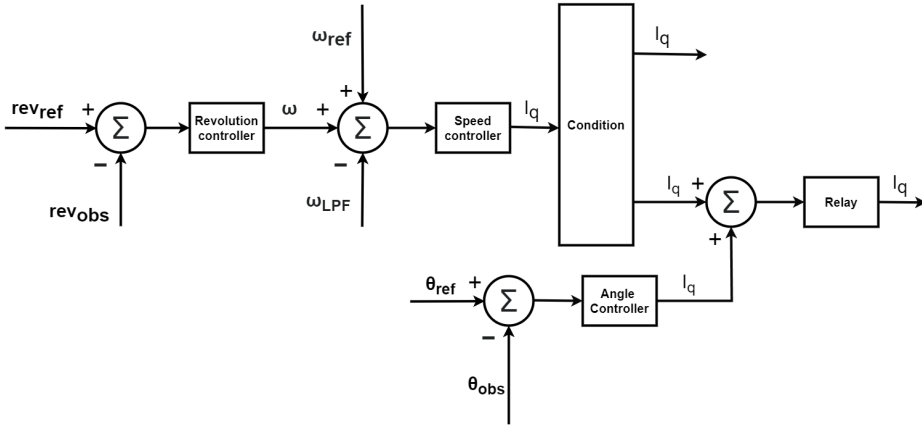 ω_ref
I_q
rev_ref
+
Σ
−
Revolution
controller
ω
+
+
Σ
−
Speed
controller
I_q
Condition
rev_obs
ω_LPF
I_q
+
Σ
+
Relay
I_q
θ_ref
+
Σ
−
Angle
Controller
I_q
θ_obs